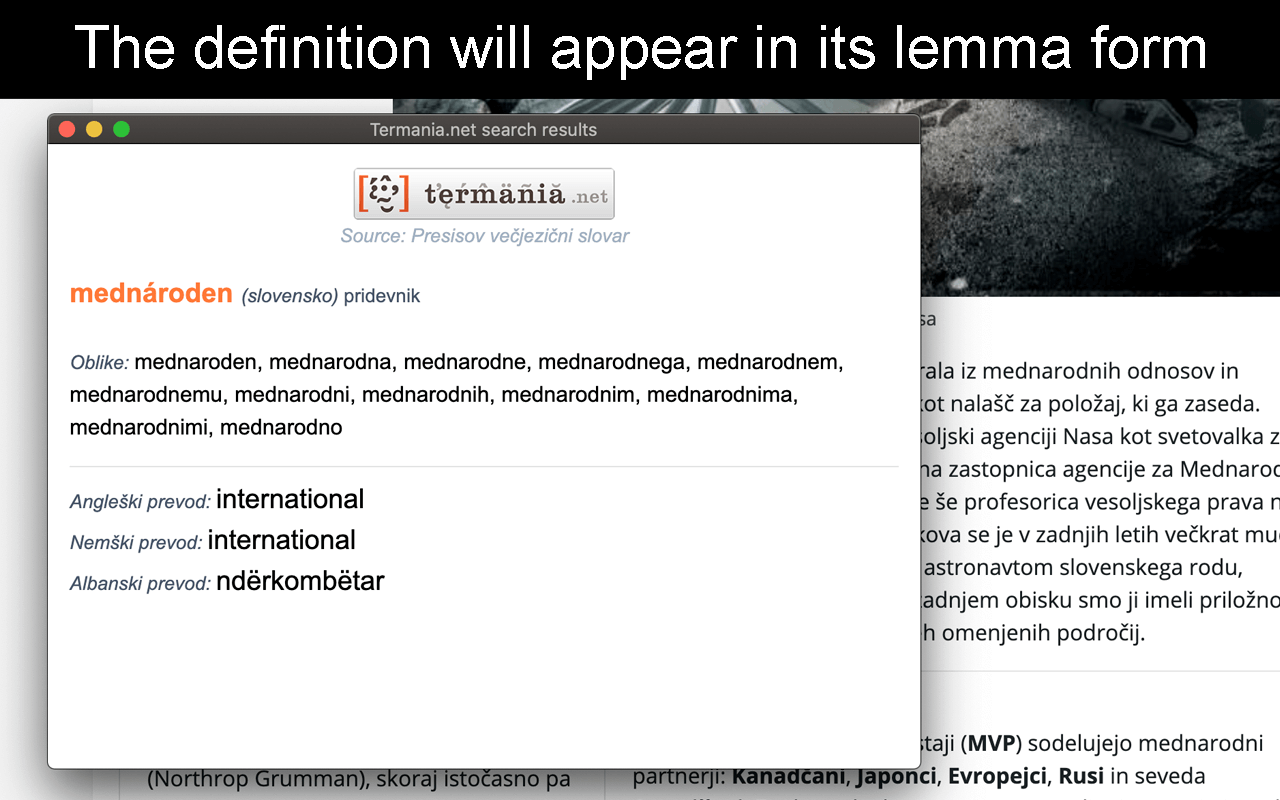 The definition will appear in its lemma form
Termania.net search results
[ ] ťęŕm̂äñiă.net
Source: Presisov večjezični slovar
mednároden (slovensko) pridevnik
Oblike: mednaroden, mednarodna, mednarodne, mednarodnega, mednarodnem,
mednarodnemu, mednarodni, mednarodnih, mednarodnim, mednarodnima,
mednarodnimi, mednarodno
Angleški prevod: international
Nemški prevod: international
Albanski prevod: ndërkombëtar
sa
rala iz mednarodnih odnosov in
kot nalašč za položaj, ki ga zaseda.
soljski agenciji Nasa kot svetovalka z
na zastopnica agencije za Mednarod
e še profesorica vesoljskega prava n
kova se je v zadnjih letih večkrat mu
astronavtom slovenskega rodu,
zadnjem obisku smo ji imeli priložno
eh omenjenih področij.
staji (MVP) sodelujejo mednarodni
partnerji: Kanadčani, Japonci, Evropejci, Rusi in seveda
(Northrop Grumman), skoraj istočasno pa